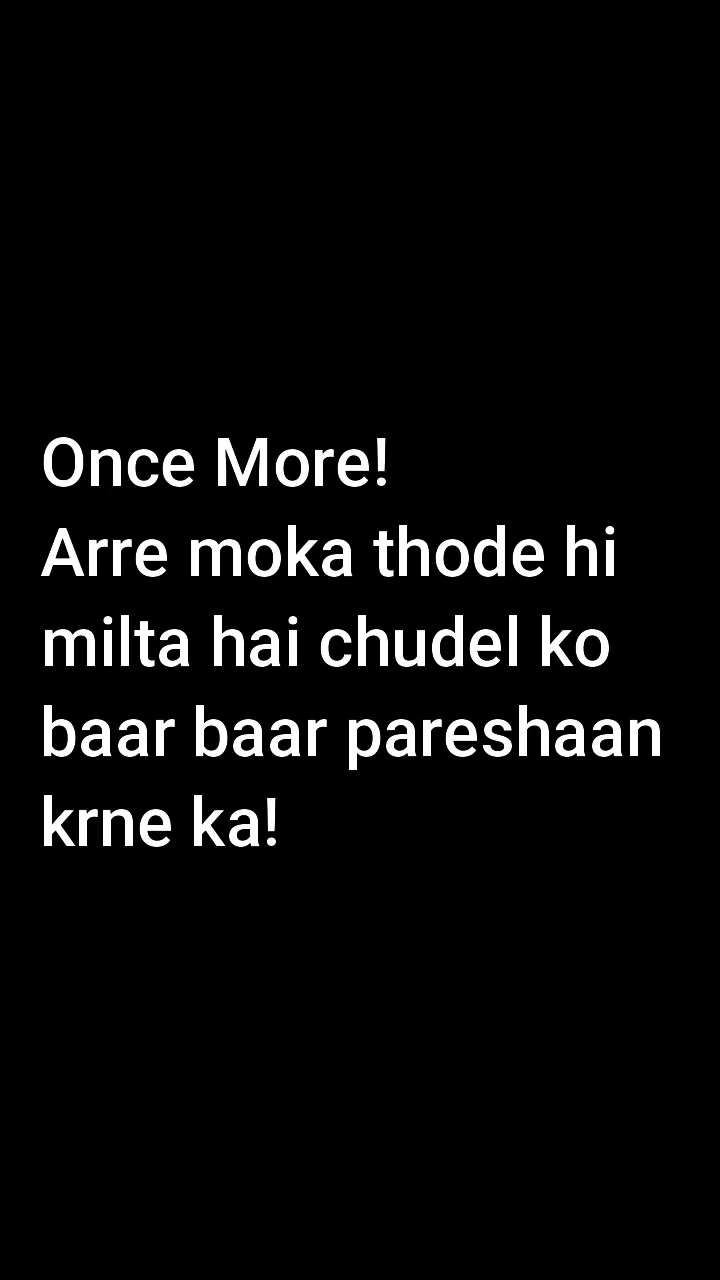 Once More!
Arre moka thode hi
milta hai chudel ko
baar baar pareshaan
krne ka!